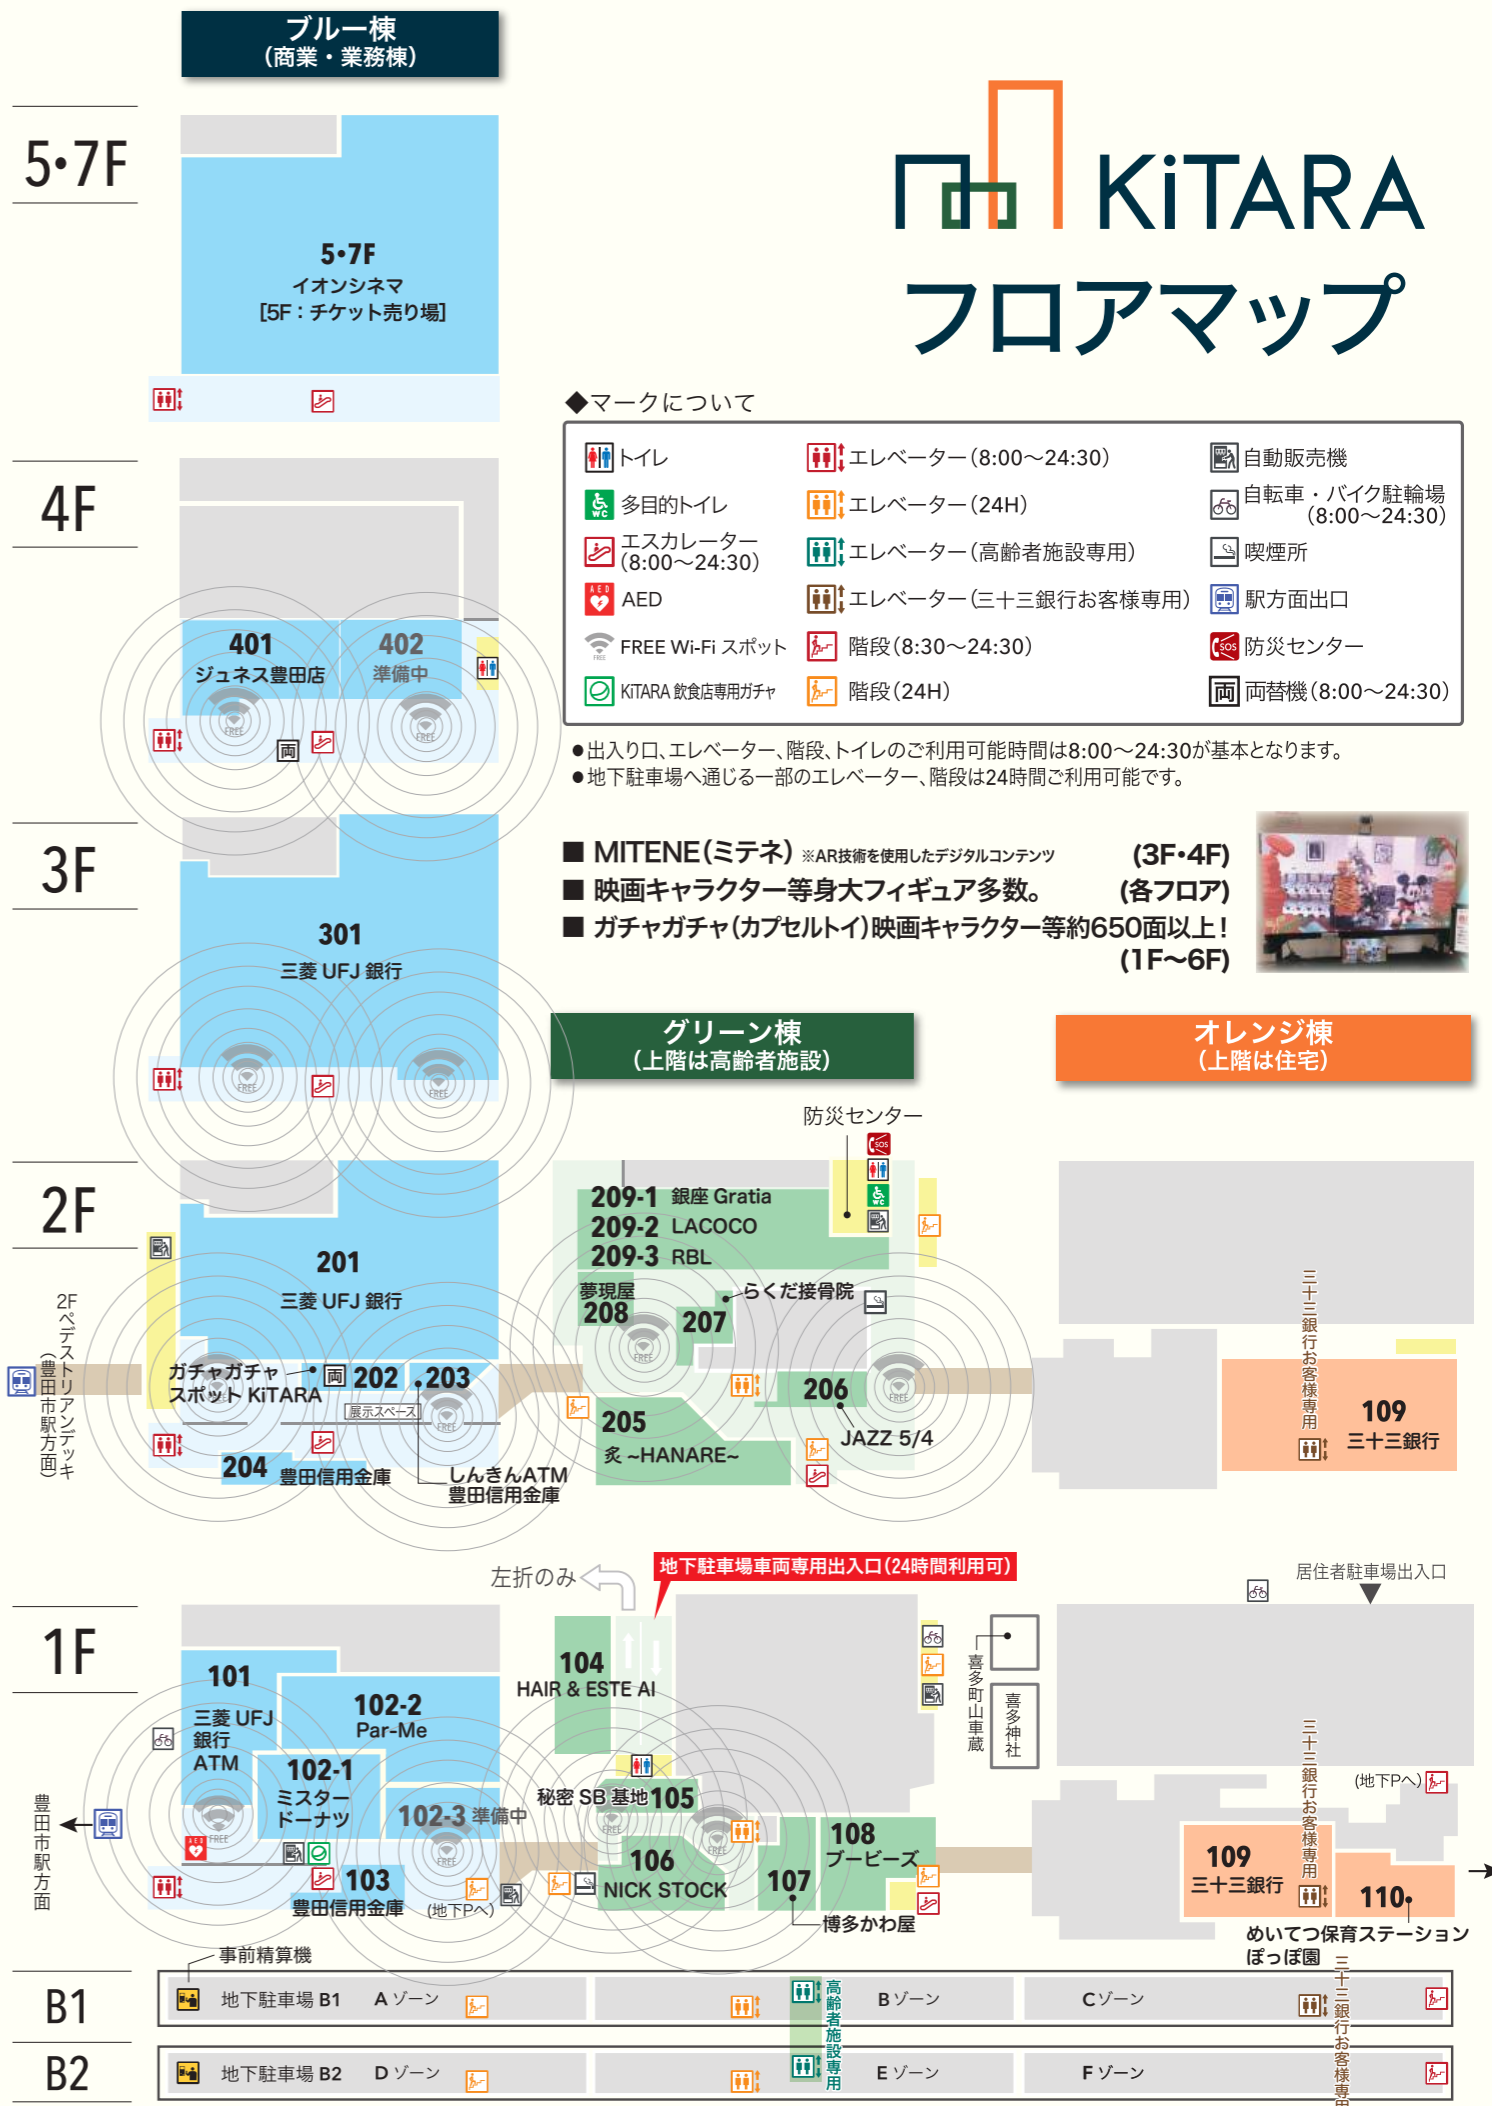 ブルー棟
（商業・業務棟）
KiTARA
フロアマップ
5・7F
5・7F
イオンシネマ
［5F：チケット売り場］
◆マークについて
トイレ
多目的トイレ
エスカレーター
（8:00〜24:30）
AED
FREE Wi-Fi スポット
KiTARA 飲食店専用ガチャ
エレベーター（8:00〜24:30）
エレベーター（24H）
エレベーター（高齢者施設専用）
エレベーター（三十三銀行お客様専用）
階段（8:30〜24:30）
階段（24H）
自動販売機
自転車・バイク駐輪場
（8:00〜24:30）
喫煙所
駅方面出口
SOS 防災センター
両 両替機（8:00〜24:30）
●出入り口、エレベーター、階段、トイレのご利用可能時間は8:00〜24:30が基本となります。
●地下駐車場へ通じる一部のエレベーター、階段は24時間ご利用可能です。
4F
401
ジュネス豊田店
402
準備中
FREE
FREE
両
■ MITENE（ミテネ）※AR技術を使用したデジタルコンテンツ (3F・4F)
■ 映画キャラクター等身大フィギュア多数。 (各フロア)
■ ガチャガチャ（カプセルトイ）映画キャラクター等約650面以上！
(1F〜6F)
3F
301
三菱 UFJ 銀行
FREE
FREE
グリーン棟
（上階は高齢者施設）
オレンジ棟
（上階は住宅）
2F
201
三菱 UFJ 銀行
2Fペデストリアンデッキ
（豊田市駅方面）
ガチャガチャ
スポット KiTARA
両
202
203
展示スペース
FREE
FREE
204 豊田信用金庫
しんきんATM
豊田信用金庫
防災センター
SOS
WC
209-1 銀座 Gratia
209-2 LACOCO
209-3 RBL
夢現屋
208
207
らくだ接骨院
FREE
FREE
206
JAZZ 5/4
205
炙 ~HANARE~
三十三銀行お客様専用
109
三十三銀行
1F
101
三菱 UFJ
銀行
ATM
102-2
Par-Me
102-1
ミスター
ドーナツ
102-3 準備中
FREE
FREE
AED
103
豊田信用金庫
（地下Pへ）
豊田市駅方面
左折のみ
地下駐車場車両専用出入口（24時間利用可）
104
HAIR & ESTE AI
秘密 SB 基地 105
FREE
FREE
106
NICK STOCK
107
博多かわ屋
108
ブービーズ
喜多町山車蔵
喜多神社
居住者駐車場出入口
（地下Pへ）
三十三銀行お客様専用
109
三十三銀行
110
めいてつ保育ステーション
ぽっぽ園
事前精算機
B1
地下駐車場 B1 A ゾーン
B ゾーン
Cゾーン
高齢者施設専用
三十三銀行お客様専用
B2
地下駐車場 B2 D ゾーン
E ゾーン
F ゾーン